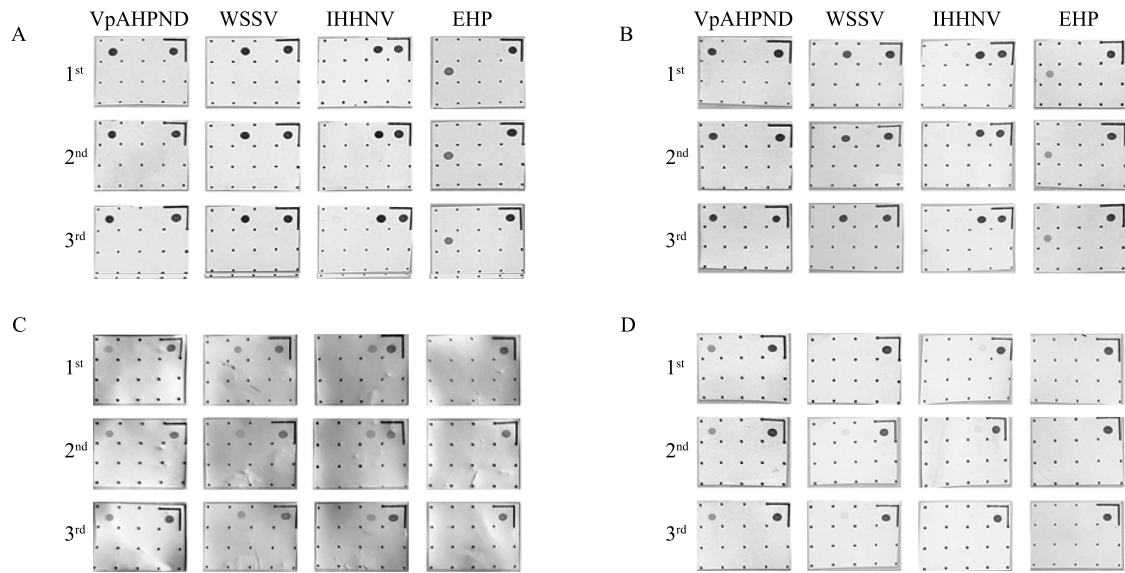 VpAHPND WSSV IHHNV EHP
A
1st
2nd
3rd
VpAHPND WSSV IHHNV EHP
B
1st
2nd
3rd
C
1st
2nd
3rd
D
1st
2nd
3rd